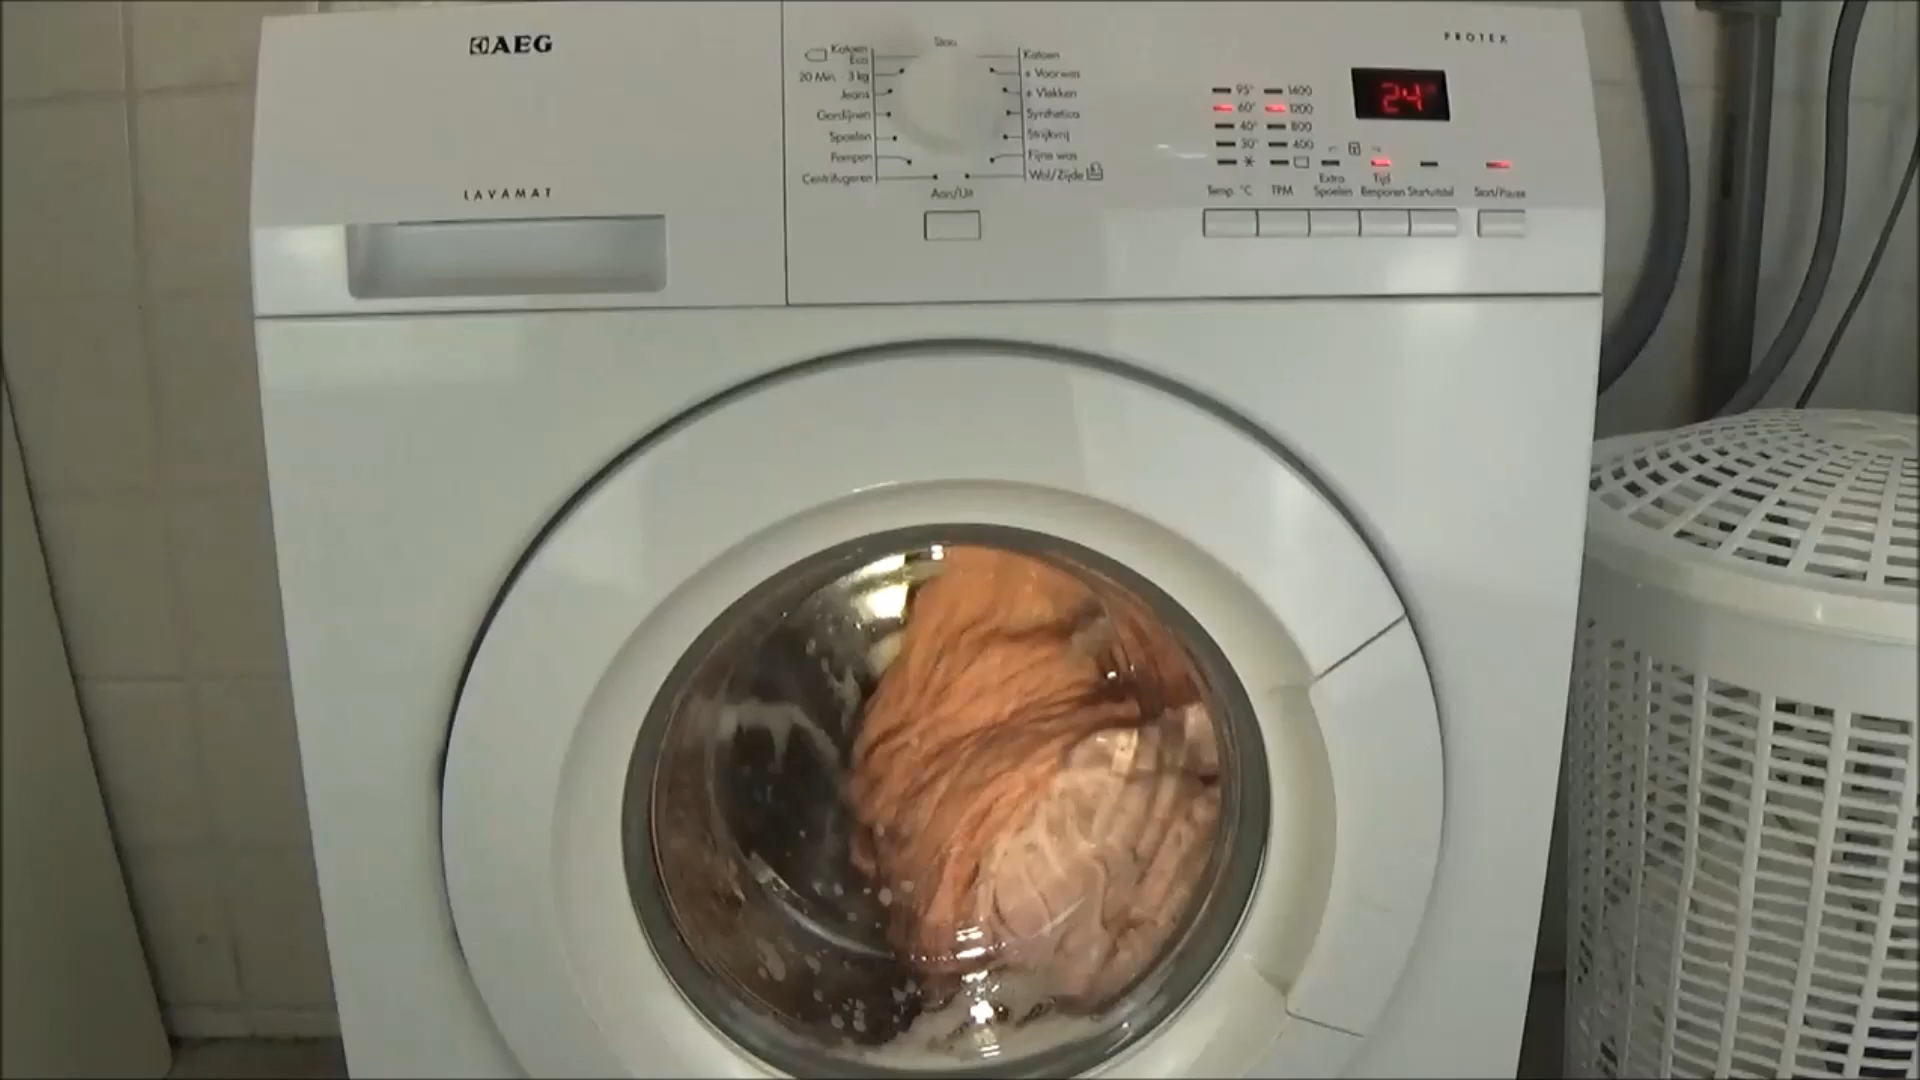 AEG
LAVAMAT
Katoen
Eco
20 Min. - 3 kg
Jeans
Gordijnen
Spoelen
Pompen
Centrifugeren
Katoen
+ Voorwas
+ Vlekken
Synthetica
Strijkvrij
Fijne was
Wol/Zijde
Aan/Uit
PROTEX
24
95° 1400
60° 1200
40° 800
30° 400
Temp. °C
TPM
Extra
Spoelen
Tijd
Besparen
Startuitstel
Start/Pauze